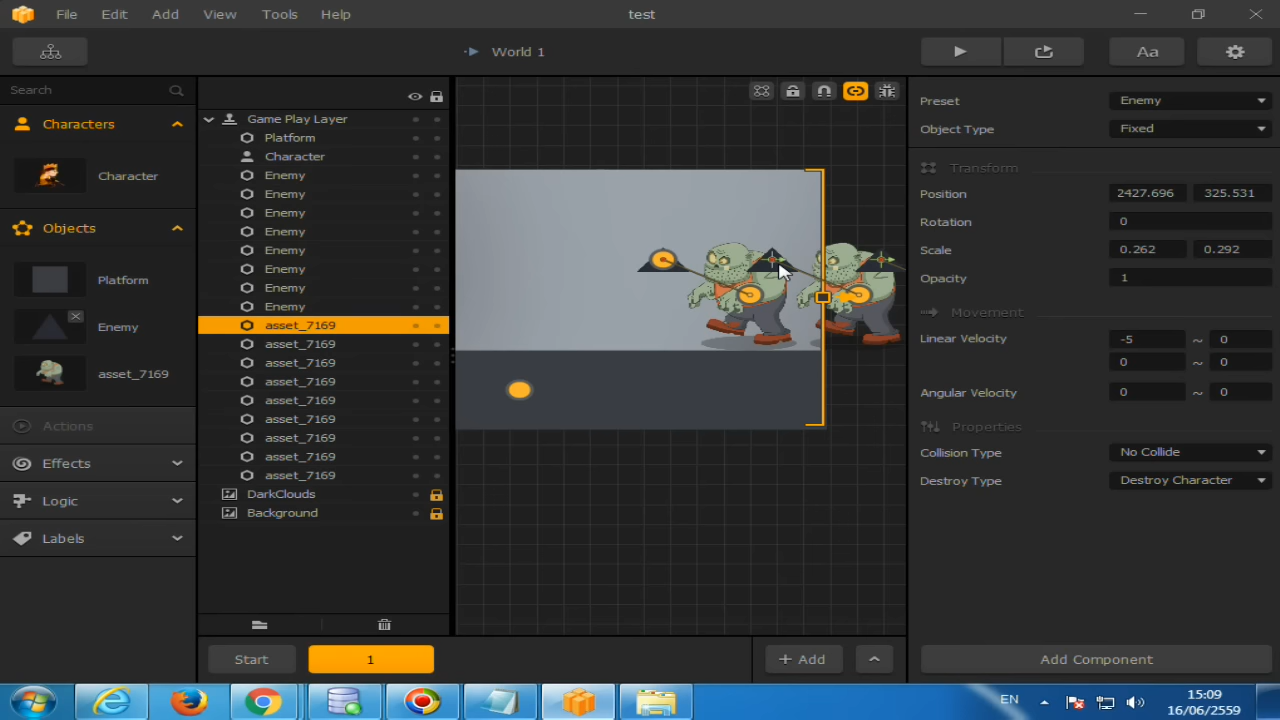 File Edit Add View Tools Help
test
World 1
Aa
Search
Characters
Character
Objects
Platform
Enemy
asset_7169
Actions
Effects
Logic
Labels
Game Play Layer
Platform
Character
Enemy
Enemy
Enemy
Enemy
Enemy
Enemy
Enemy
Enemy
asset_7169
asset_7169
asset_7169
asset_7169
asset_7169
asset_7169
asset_7169
asset_7169
asset_7169
DarkClouds
Background
Start
1
+ Add
Preset Enemy
Object Type Fixed
Transform
Position 2427.696 325.531
Rotation 0
Scale 0.262 0.292
Opacity 1
Movement
Linear Velocity -5 ~ 0
0 ~ 0
Angular Velocity 0 ~ 0
Properties
Collision Type No Collide
Destroy Type Destroy Character
Add Component
EN
15:09
16/06/2559